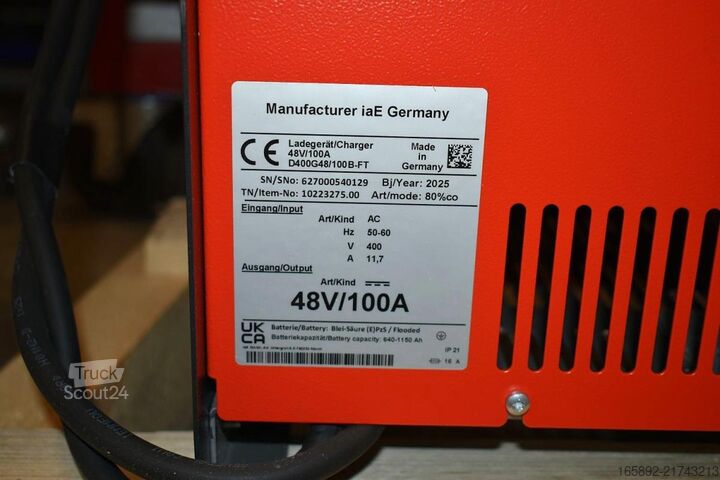 Manufacturer iaE Germany
CE
Ladegerät/Charger
48V/100A
D400G48/100B-FT
Made in Germany
SN/SNo: 627000540129 Bj/Year: 2025
TN/Item-No: 10223275.00 Art/mode: 80%co
Eingang/Input
Art/Kind AC
Hz 50-60
V 400
A 11,7
Ausgang/Output
Art/Kind
48V/100A
UK
CA
Batterie/Battery: Blei-Säure (E)PzS / Flooded
Batteriekapazität/Battery capacity: 640-1150 Ah
IP 21
16 A
Truck
Scout24
165892-21743213